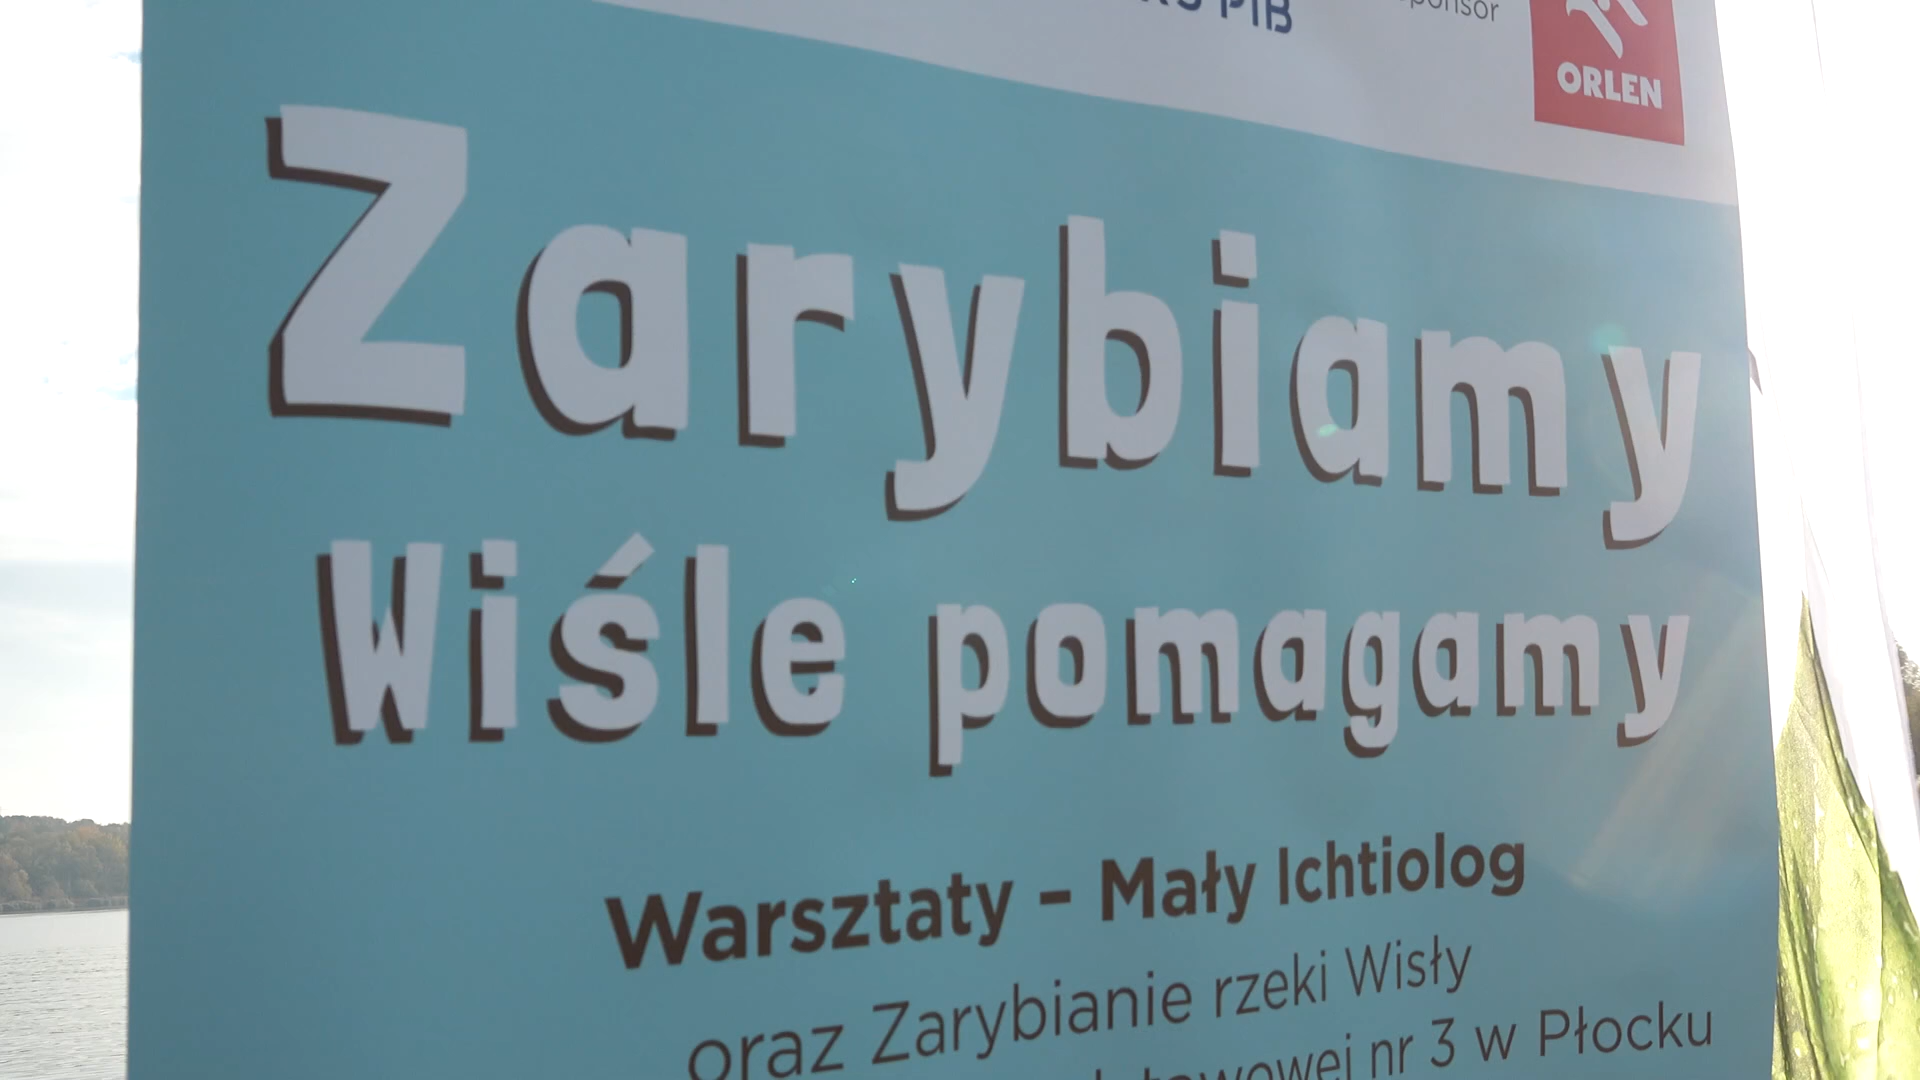 PIB
sponsor
ORLEN
Zarybiamy
Wiśle pomagamy
Warsztaty – Mały Ichtiolog
oraz Zarybianie rzeki Wisły
nr 3 w Płocku